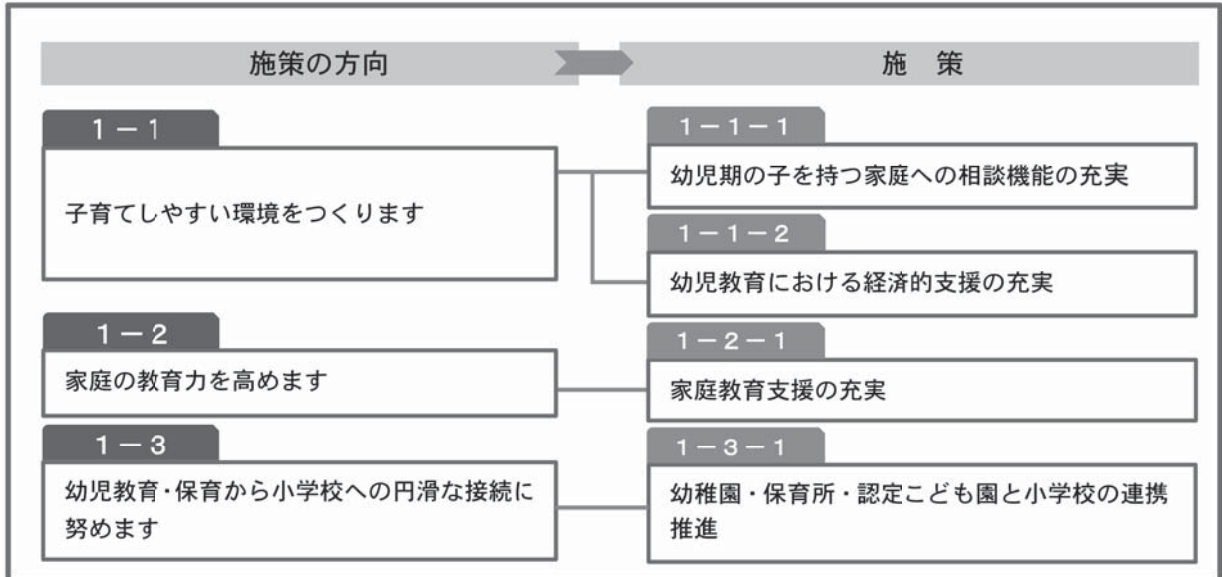 施策の方向
施　策
１－１
子育てしやすい環境をつくります
１－１－１
幼児期の子を持つ家庭への相談機能の充実
１－１－２
幼児教育における経済的支援の充実
１－２
家庭の教育力を高めます
１－２－１
家庭教育支援の充実
１－３
幼児教育・保育から小学校への円滑な接続に
努めます
１－３－１
幼稚園・保育所・認定こども園と小学校の連携
推進